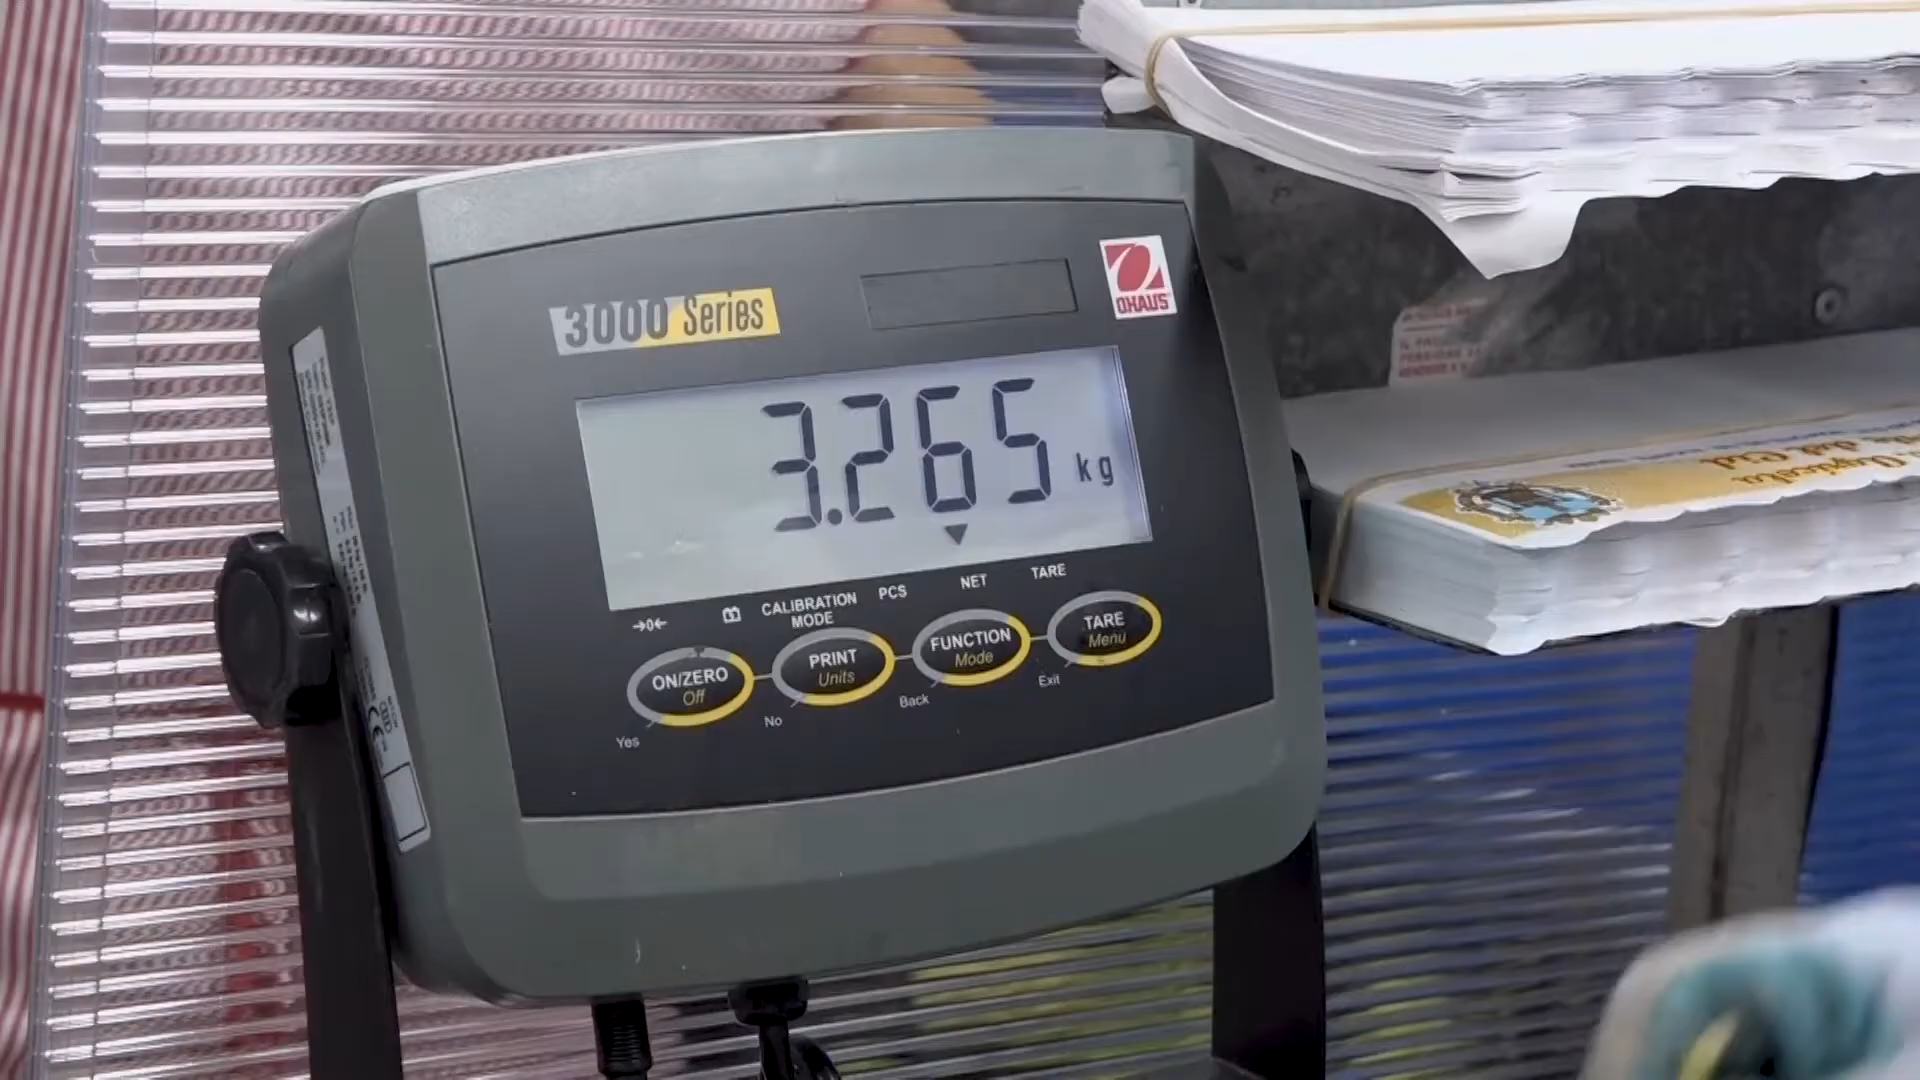 3000 Series
OHAUS
3.265 kg
→0←
CALIBRATION
MODE
PCS
NET
TARE
ON/ZERO
Off
PRINT
Units
FUNCTION
Mode
TARE
Menu
Yes
No
Back
Exit